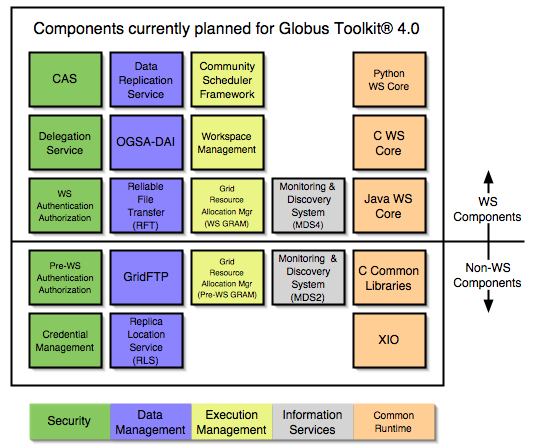 Components currently planned for Globus Toolkit® 4.0
CAS
Data
Replication
Service
Community
Scheduler
Framework
Python
WS Core
Delegation
Service
OGSA-DAI
Workspace
Management
C WS
Core
WS
Authentication
Authorization
Reliable
File
Transfer
(RFT)
Grid
Resource
Allocation Mgr
(WS GRAM)
Monitoring &
Discovery
System
(MDS4)
Java WS
Core
WS
Components
Pre-WS
Authentication
Authorization
GridFTP
Grid
Resource
Allocation Mgr
(Pre-WS GRAM)
Monitoring &
Discovery
System
(MDS2)
C Common
Libraries
Non-WS
Components
Credential
Management
Replica
Location
Service
(RLS)
XIO
Security
Data
Management
Execution
Management
Information
Services
Common
Runtime